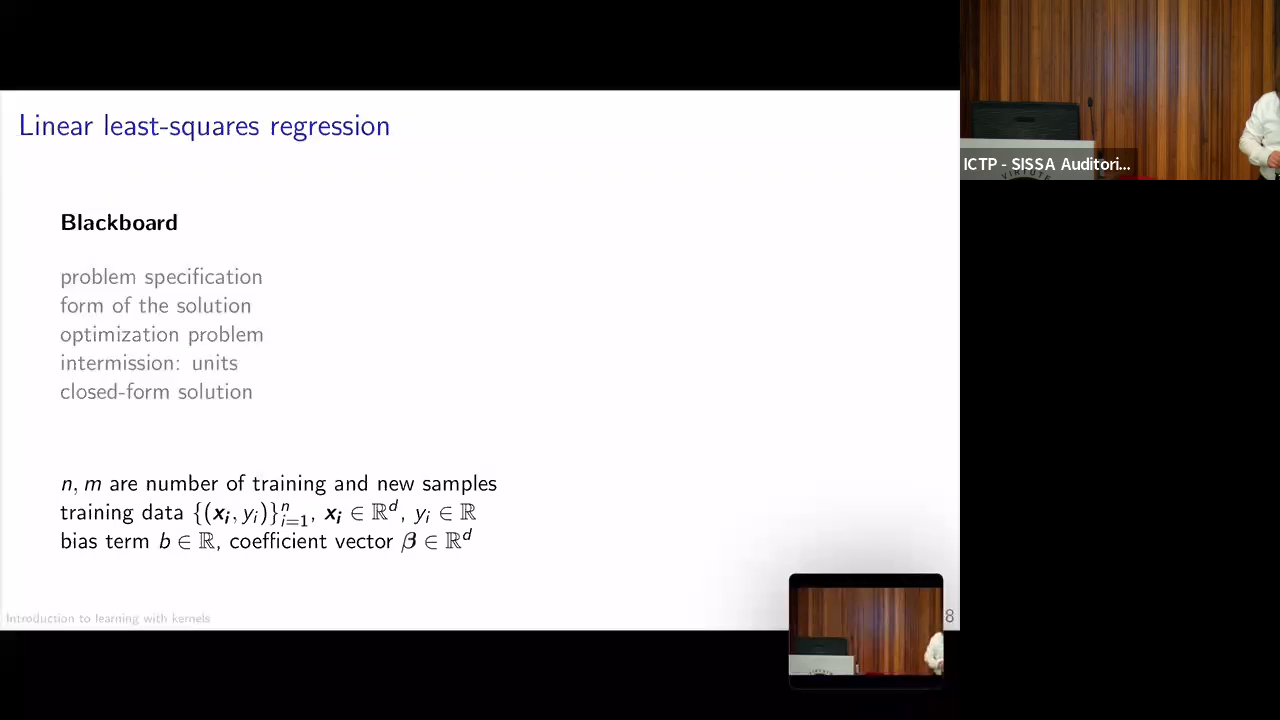 Linear least-squares regression
Blackboard
problem specification
form of the solution
optimization problem
intermission: units
closed-form solution
n, m are number of training and new samples
training data {(𝒙ᵢ, yᵢ)}ⁿᵢ₌₁, 𝒙ᵢ ∈ ℝᵈ, yᵢ ∈ ℝ
bias term b ∈ ℝ, coefficient vector 𝜷 ∈ ℝᵈ
Introduction to learning with kernels
8
ICTP - SISSA Auditori...
VIRTUTE